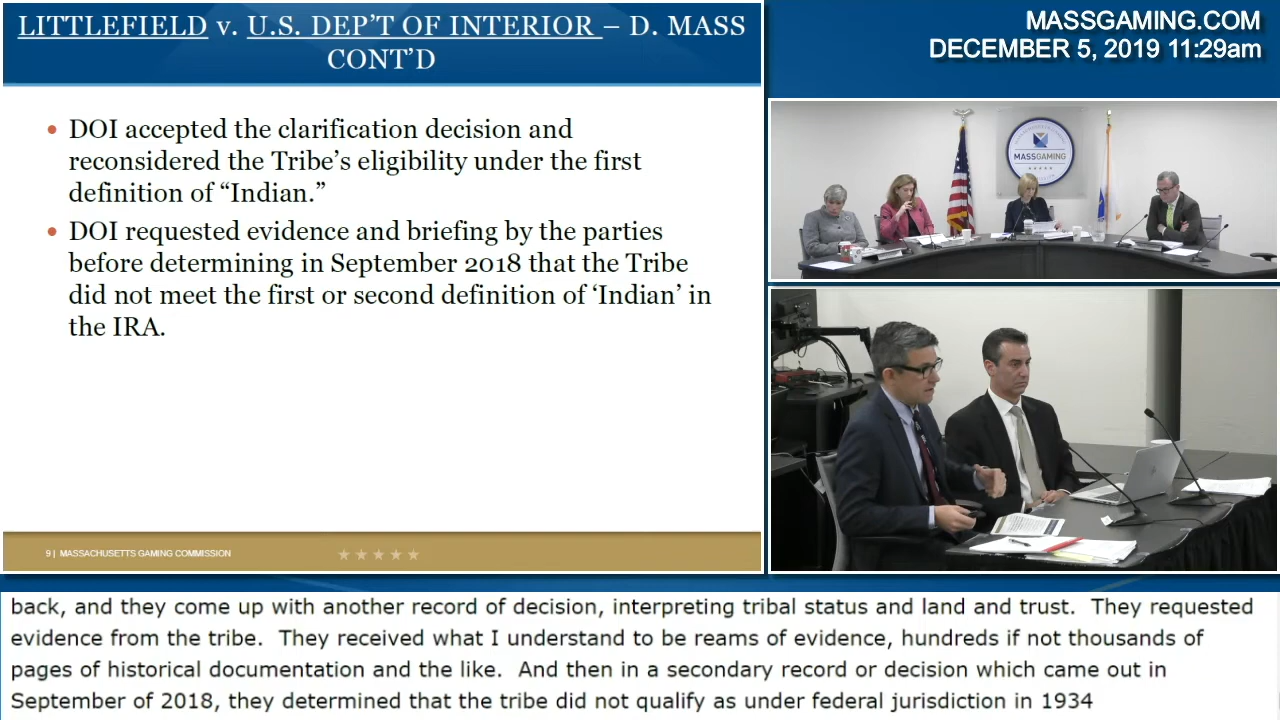 LITTLEFIELD v. U.S. DEP’T OF INTERIOR – D. MASS
CONT’D
• DOI accepted the clarification decision and
reconsidered the Tribe’s eligibility under the first
definition of “Indian.”
• DOI requested evidence and briefing by the parties
before determining in September 2018 that the Tribe
did not meet the first or second definition of ‘Indian’ in
the IRA.
9 | MASSACHUSETTS GAMING COMMISSION
MASSGAMING.COM
DECEMBER 5, 2019 11:29am
MASSGAMING
back, and they come up with another record of decision, interpreting tribal status and land and trust.  They requested
evidence from the tribe.  They received what I understand to be reams of evidence, hundreds if not thousands of
pages of historical documentation and the like.  And then in a secondary record or decision which came out in
September of 2018, they determined that the tribe did not qualify as under federal jurisdiction in 1934